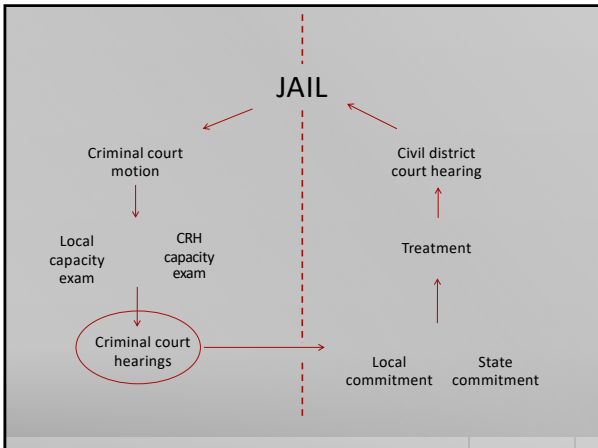 JAIL
Criminal court
motion
Civil district
court hearing
Local
capacity
exam
CRH
capacity
exam
Treatment
Criminal court
hearings
Local
commitment
State
commitment